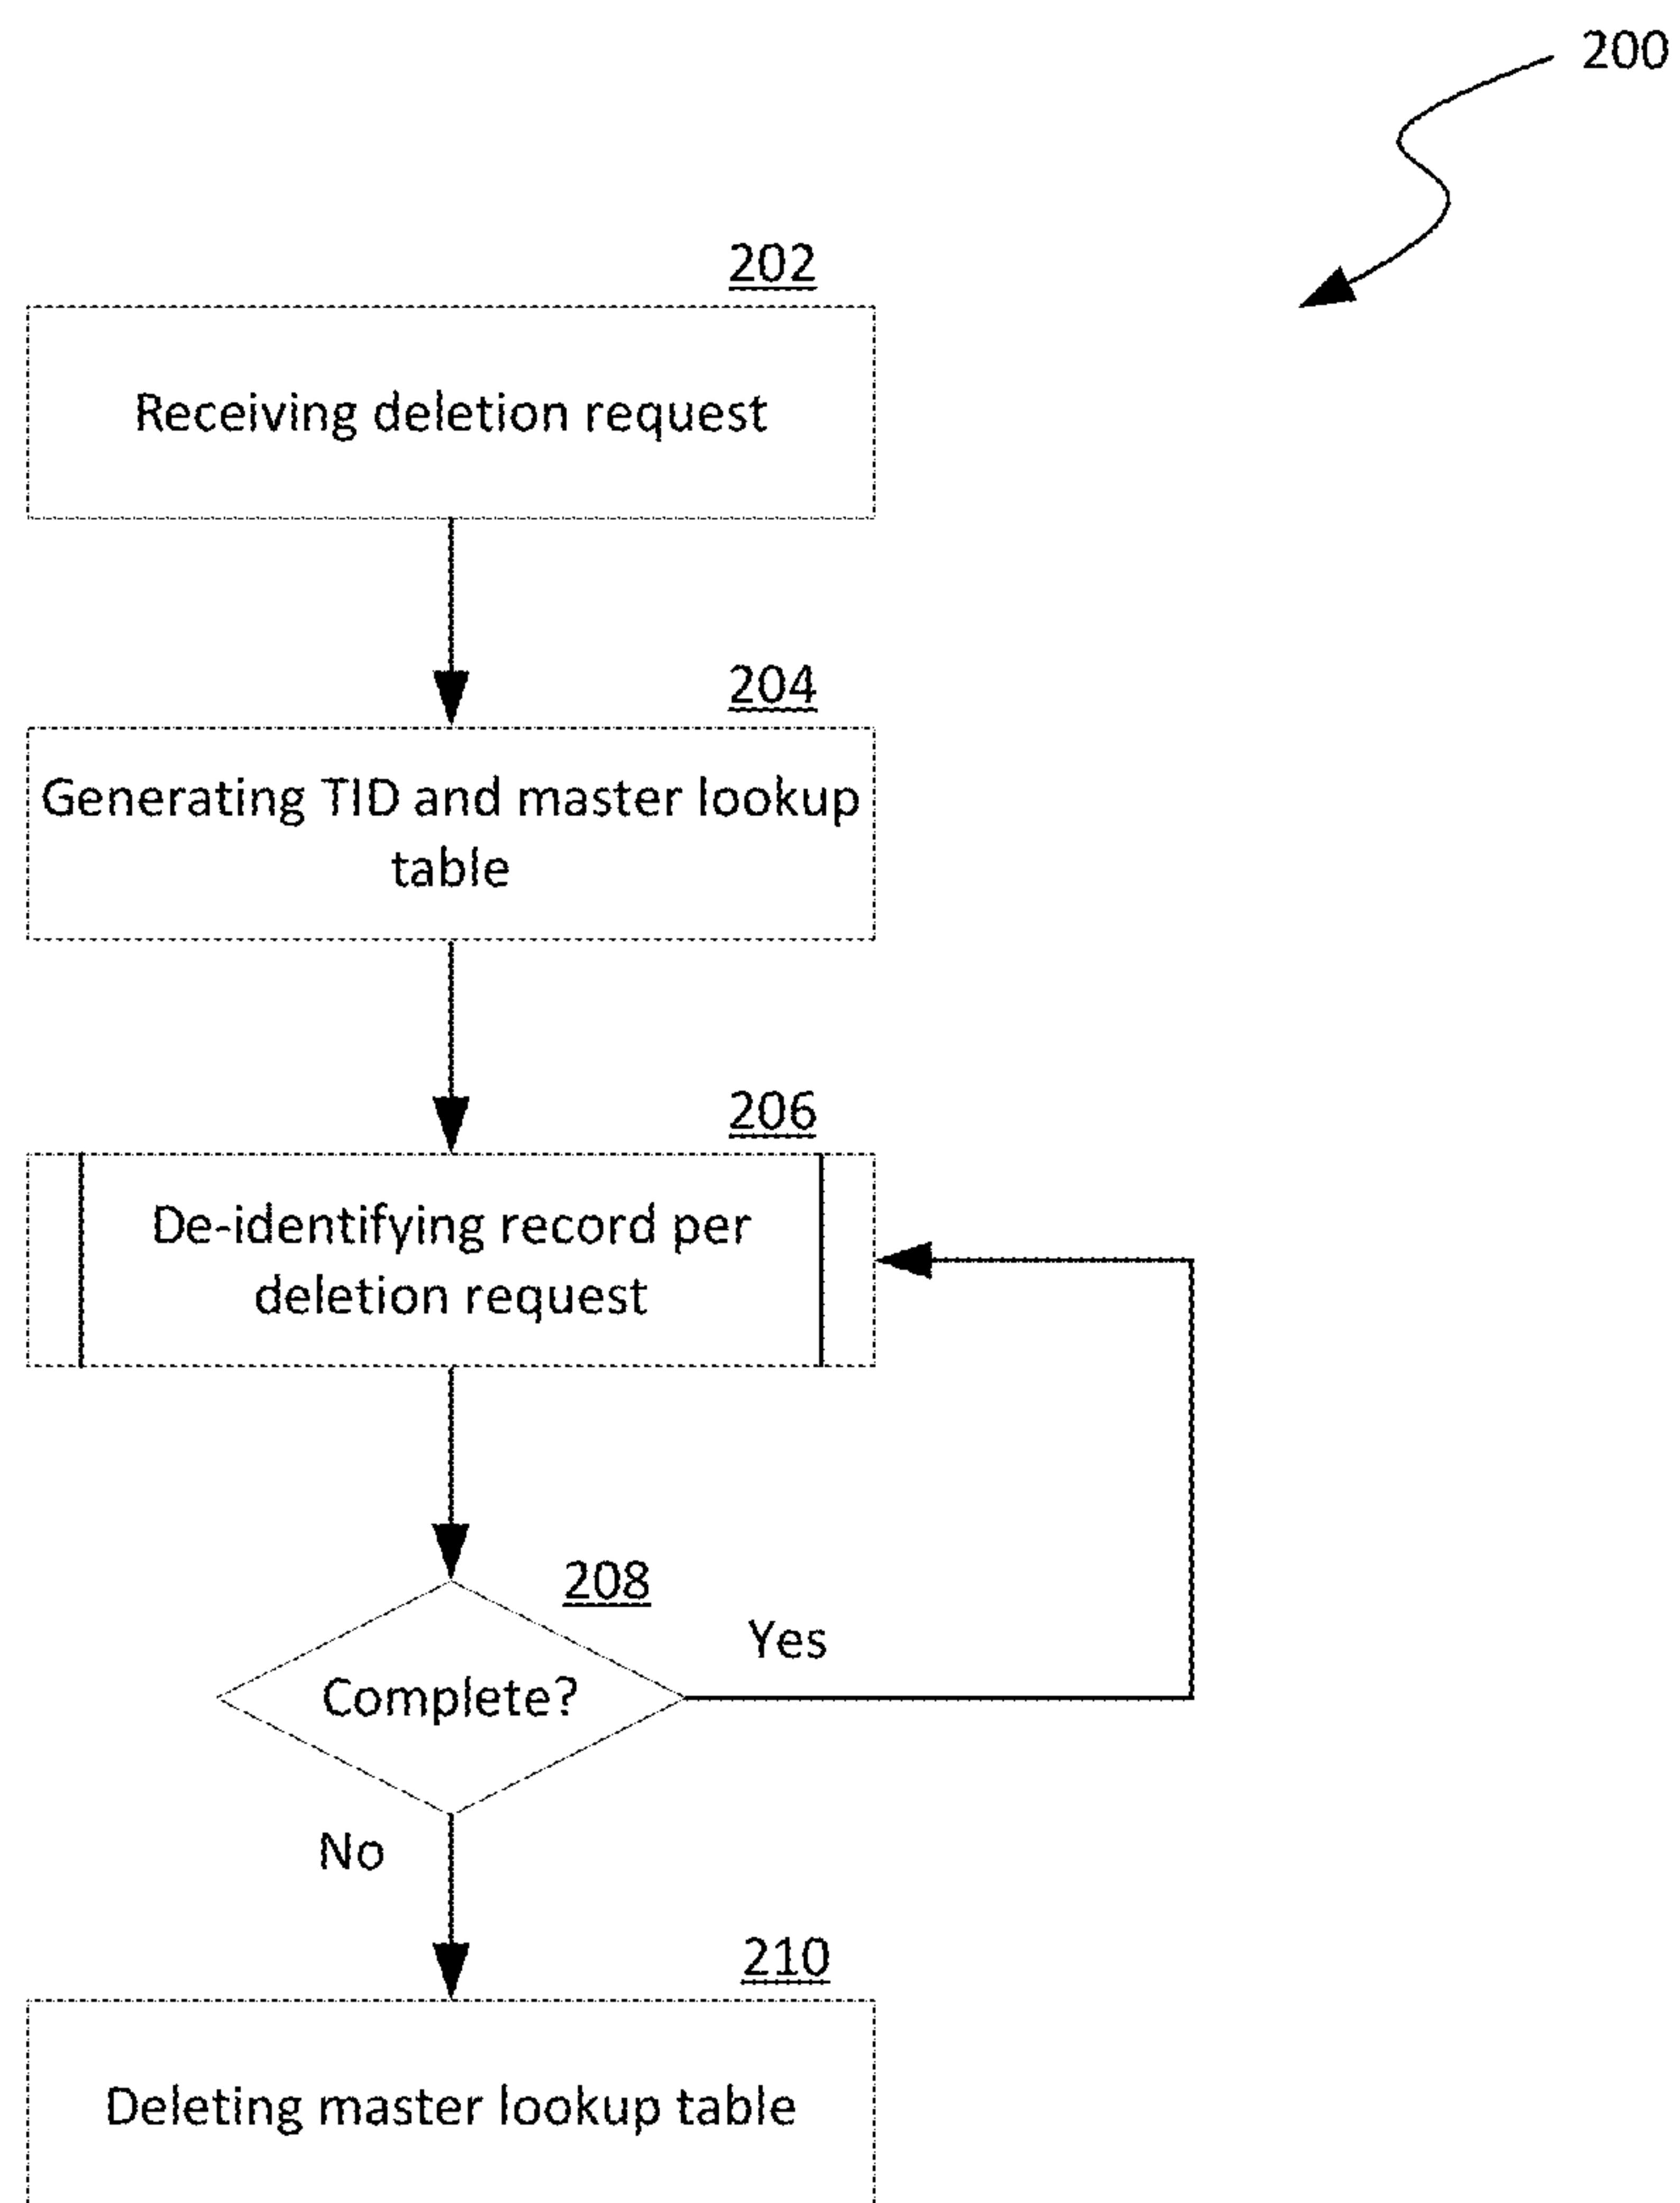 200
202
Receiving deletion request
204
Generating TID and master lookup
table
206
De-identifying record per
deletion request
208
Yes
Complete?
No
210
Deleting master lookup table